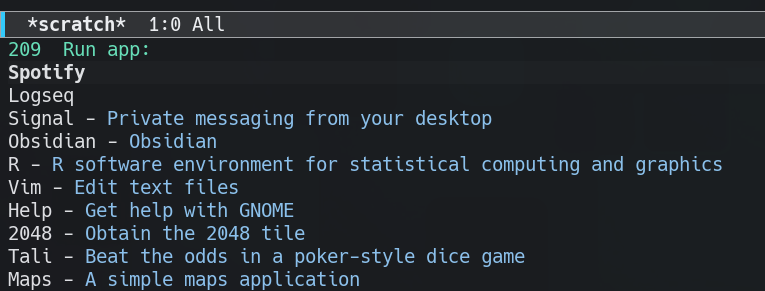 *scratch*  1:0 All
209  Run app:
Spotify
Logseq
Signal – Private messaging from your desktop
Obsidian – Obsidian
R – R software environment for statistical computing and graphics
Vim – Edit text files
Help – Get help with GNOME
2048 – Obtain the 2048 tile
Tali – Beat the odds in a poker-style dice game
Maps – A simple maps application